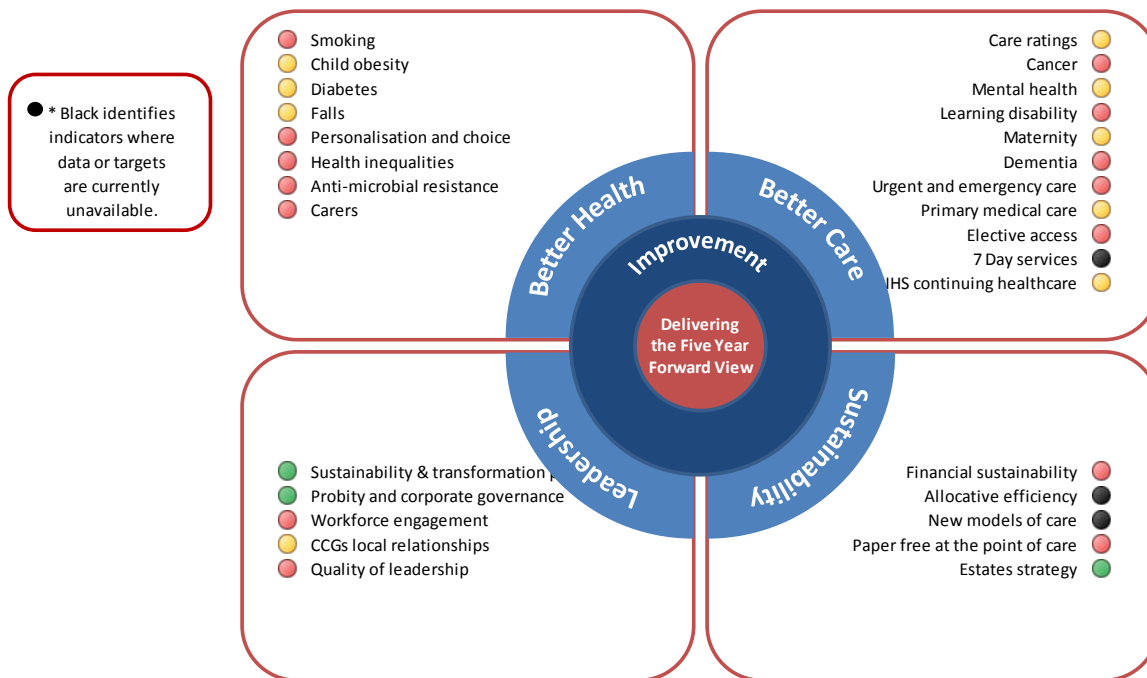 * Black identifies
indicators where
data or targets
are currently
unavailable.
Smoking
Child obesity
Diabetes
Falls
Personalisation and choice
Health inequalities
Anti-microbial resistance
Carers
Care ratings
Cancer
Mental health
Learning disability
Maternity
Dementia
Urgent and emergency care
Primary medical care
Elective access
7 Day services
IHS continuing healthcare
Better Health
Better Care
Improvement
Delivering
the Five Year
Forward View
Leadership
Sustainability
Sustainability & transformation
Probity and corporate governance
Workforce engagement
CCGs local relationships
Quality of leadership
Financial sustainability
Allocative efficiency
New models of care
Paper free at the point of care
Estates strategy